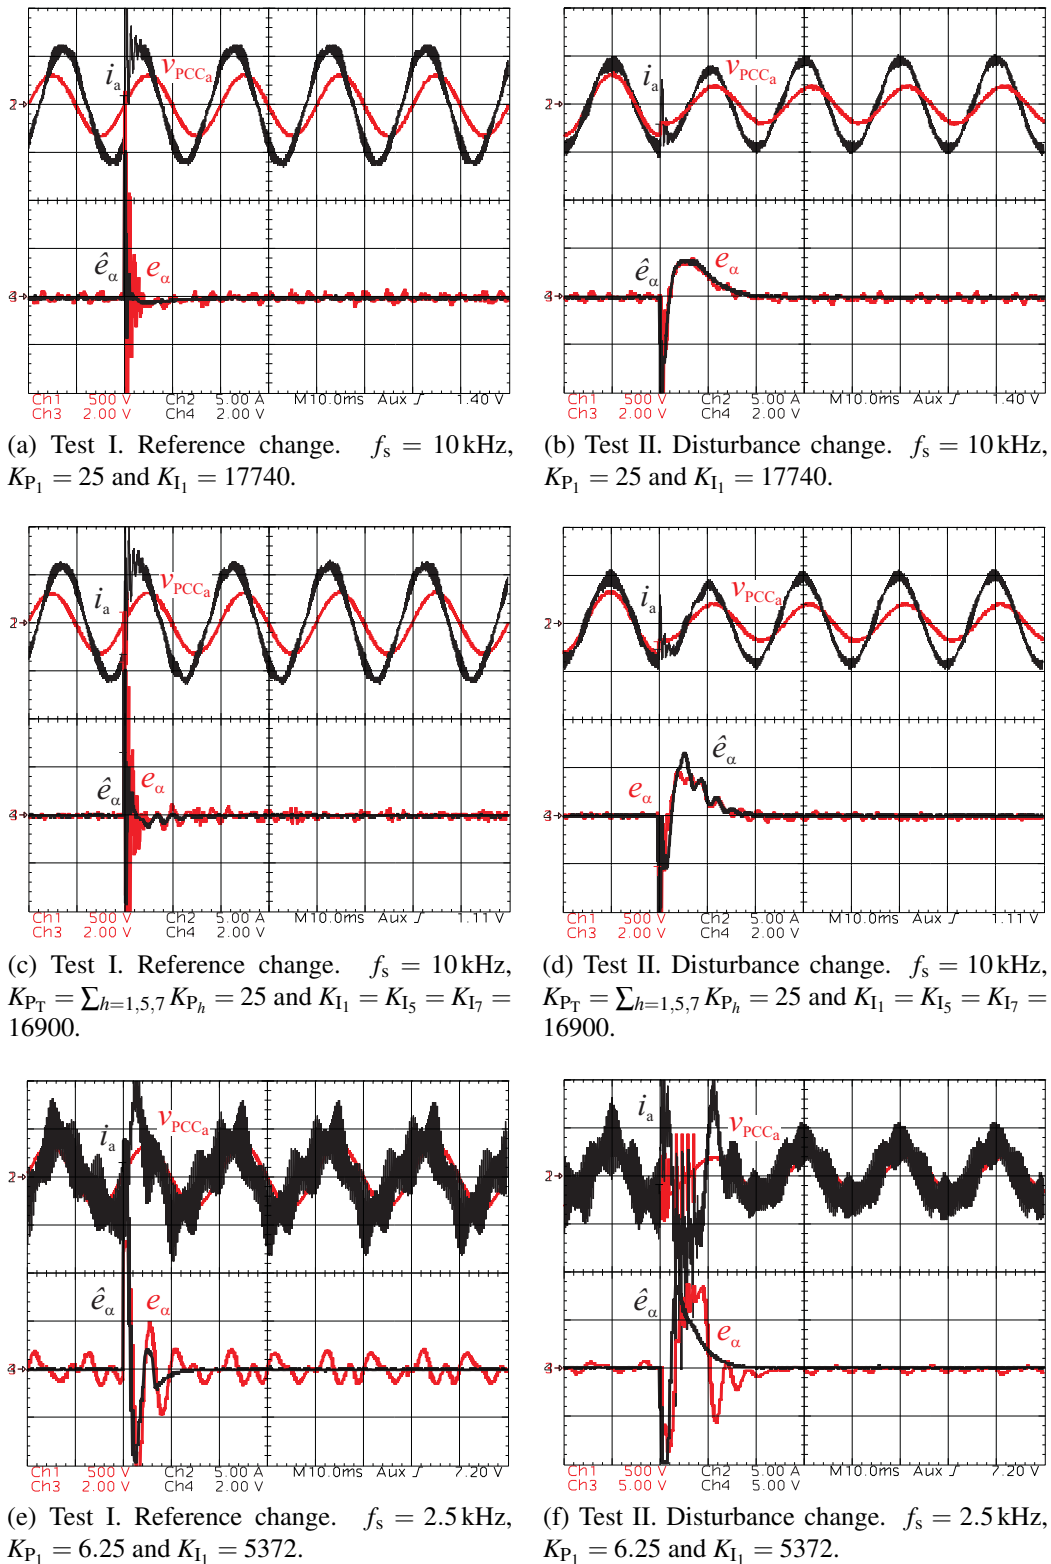 i_a v_PCCa
2
ê_α e_α
3
Ch1 500 V Ch2 5.00 A M10.0ms Aux ∫ 1.40 V
Ch3 2.00 V Ch4 2.00 V
(a) Test I. Reference change. f_s = 10 kHz,
K_P1 = 25 and K_I1 = 17740.
i_a v_PCCa
2
ê_α e_α
Ch1 500 V Ch2 5.00 A M10.0ms Aux ∫ 1.40 V
Ch3 2.00 V Ch4 2.00 V
(b) Test II. Disturbance change. f_s = 10 kHz,
K_P1 = 25 and K_I1 = 17740.
i_a v_PCCa
2
ê_α e_α
Ch1 500 V Ch2 5.00 A M10.0ms Aux ∫ 1.11 V
Ch3 2.00 V Ch4 2.00 V
(c) Test I. Reference change. f_s = 10 kHz,
K_PT = ∑_h=1,5,7 K_Ph = 25 and K_I1 = K_I5 = K_I7 =
16900.
i_a v_PCCa
2
ê_α
e_α
Ch1 500 V Ch2 5.00 A M10.0ms Aux ∫ 1.11 V
Ch3 2.00 V Ch4 2.00 V
(d) Test II. Disturbance change. f_s = 10 kHz,
K_PT = ∑_h=1,5,7 K_Ph = 25 and K_I1 = K_I5 = K_I7 =
16900.
i_a v_PCCa
2
ê_α e_α
Ch1 500 V Ch2 5.00 A M10.0ms Aux ∫ 7.20 V
Ch3 2.00 V Ch4 2.00 V
(e) Test I. Reference change. f_s = 2.5 kHz,
K_P1 = 6.25 and K_I1 = 5372.
i_a v_PCCa
2
ê_α
e_α
Ch1 500 V Ch2 5.00 A M10.0ms Aux ∫ 7.20 V
Ch3 5.00 V Ch4 5.00 V
(f) Test II. Disturbance change. f_s = 2.5 kHz,
K_P1 = 6.25 and K_I1 = 5372.